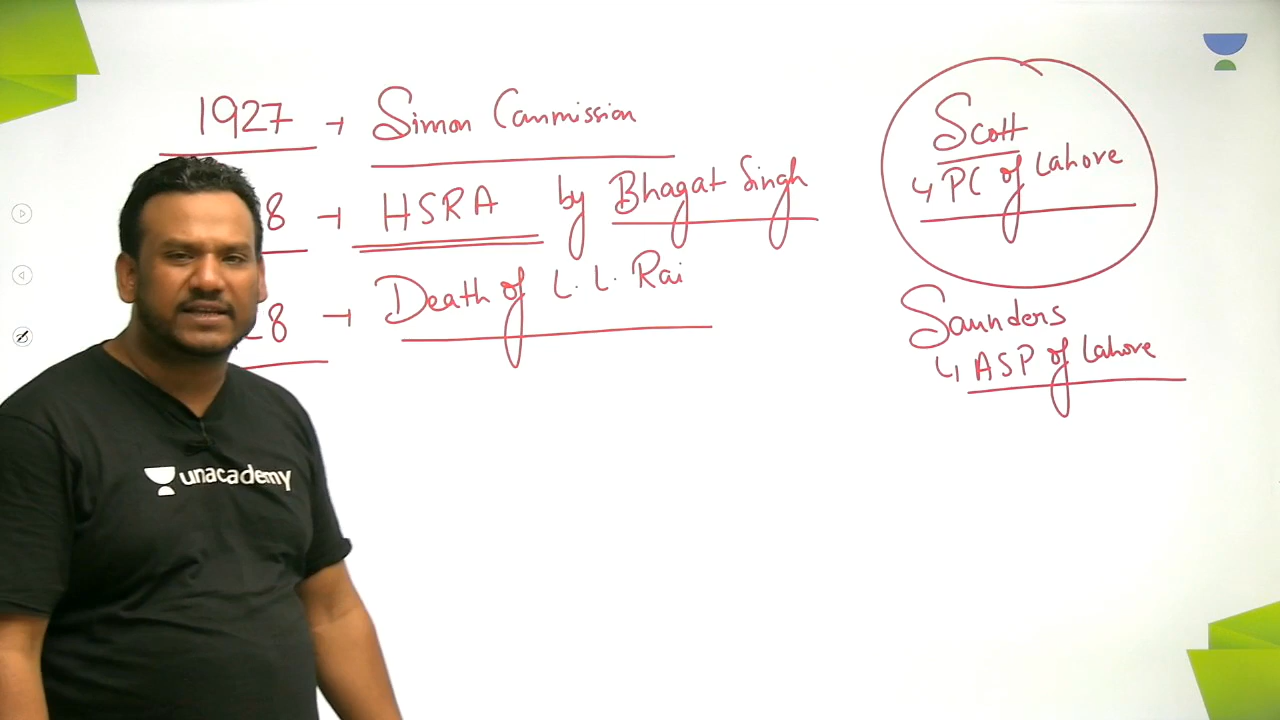 1927 → Simon Commission
8 → HSRA by Bhagat Singh
28 → Death of L. L. Rai
Scott
↳ PC of Lahore
Saunders
↳ ASP of Lahore
unacademy